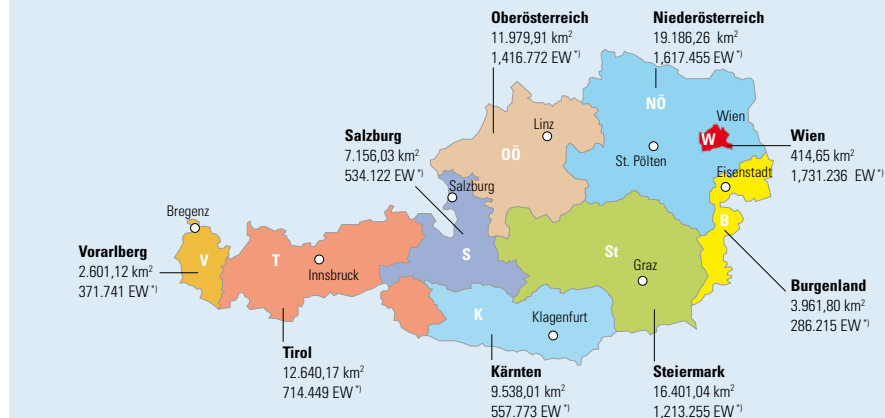 Oberösterreich
11.979,91 km²
1,416.772 EW *)
Niederösterreich
19.186,26 km²
1,617.455 EW *)
NÖ
Wien
W
Linz
OÖ
St. Pölten
Salzburg
7.156,03 km²
534.122 EW *)
Wien
414,65 km²
1,731.236 EW *)
Eisenstadt
Salzburg
Bregenz
B
Vorarlberg
2.601,12 km²
371.741 EW *)
V
T
Innsbruck
S
St
Graz
Burgenland
3.961,80 km²
286.215 EW *)
K
Klagenfurt
Tirol
12.640,17 km²
714.449 EW *)
Kärnten
9.538,01 km²
557.773 EW *)
Steiermark
16.401,04 km²
1,213.255 EW *)